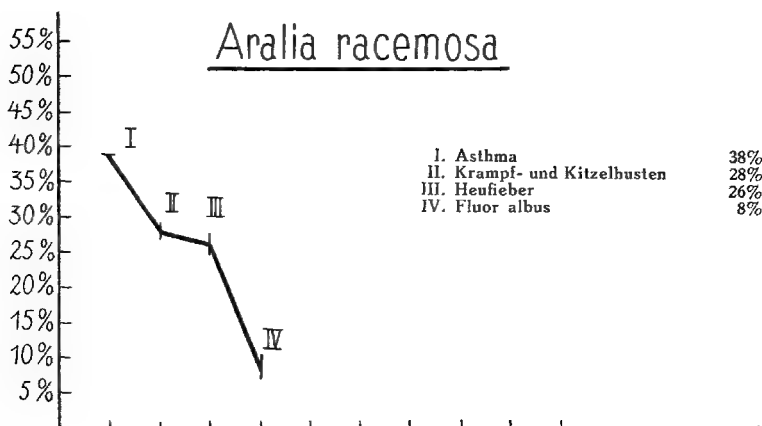 Aralia racemosa
55%
50%
45%
40%
35%
30%
25%
20%
15%
10%
5%
I
II
III
IV
I. Asthma 38%
II. Krampf- und Kitzelhusten 28%
III. Heufieber 26%
IV. Fluor albus 8%